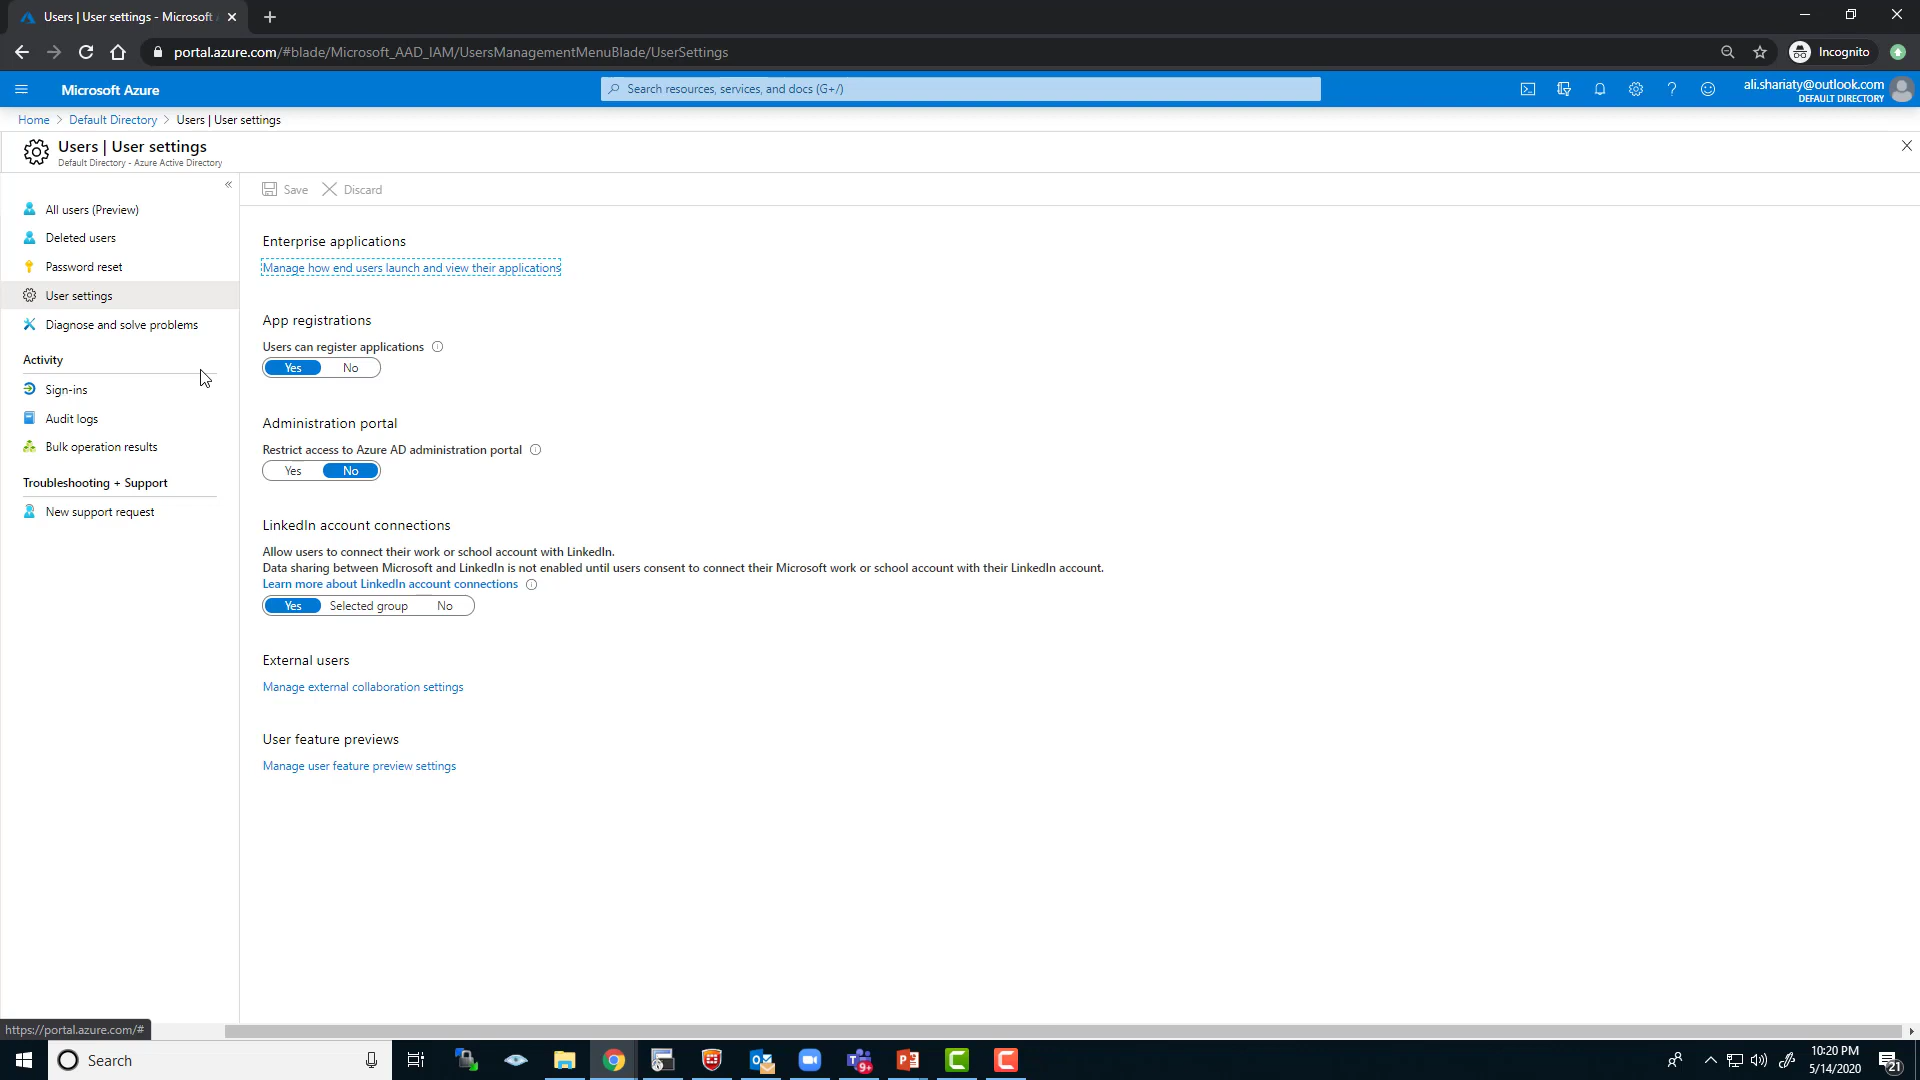 Users | User settings - Microsoft
portal.azure.com/#blade/Microsoft_AAD_IAM/UsersManagementMenuBlade/UserSettings
Incognito
Microsoft Azure
Search resources, services, and docs (G+/)
ali.shariaty@outlook.com
DEFAULT DIRECTORY
Home > Default Directory > Users | User settings
Users | User settings
Default Directory - Azure Active Directory
«
Save
Discard
All users (Preview)
Deleted users
Password reset
User settings
Diagnose and solve problems
Activity
Sign-ins
Audit logs
Bulk operation results
Troubleshooting + Support
New support request
Enterprise applications
Manage how end users launch and view their applications
App registrations
Users can register applications
Yes No
Administration portal
Restrict access to Azure AD administration portal
Yes No
LinkedIn account connections
Allow users to connect their work or school account with LinkedIn.
Data sharing between Microsoft and LinkedIn is not enabled until users consent to connect their Microsoft work or school account with their LinkedIn account.
Learn more about LinkedIn account connections
Yes Selected group No
External users
Manage external collaboration settings
User feature previews
Manage user feature preview settings
https://portal.azure.com/#
Search
9+
10:20 PM
5/14/2020
21